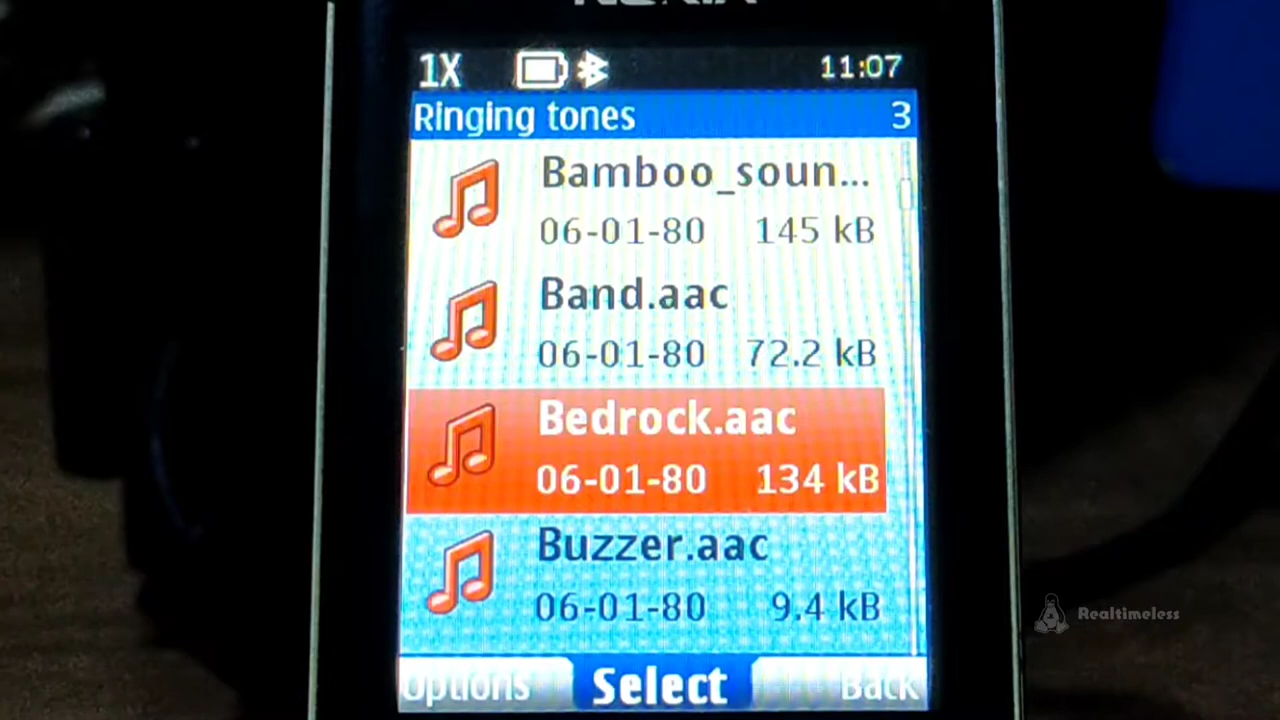 NOKIA
1X 11:07
Ringing tones 3
Bamboo_soun...
06-01-80 145 kB
Band.aac
06-01-80 72.2 kB
Bedrock.aac
06-01-80 134 kB
Buzzer.aac
06-01-80 9.4 kB
Realtimeless
Options Select Back